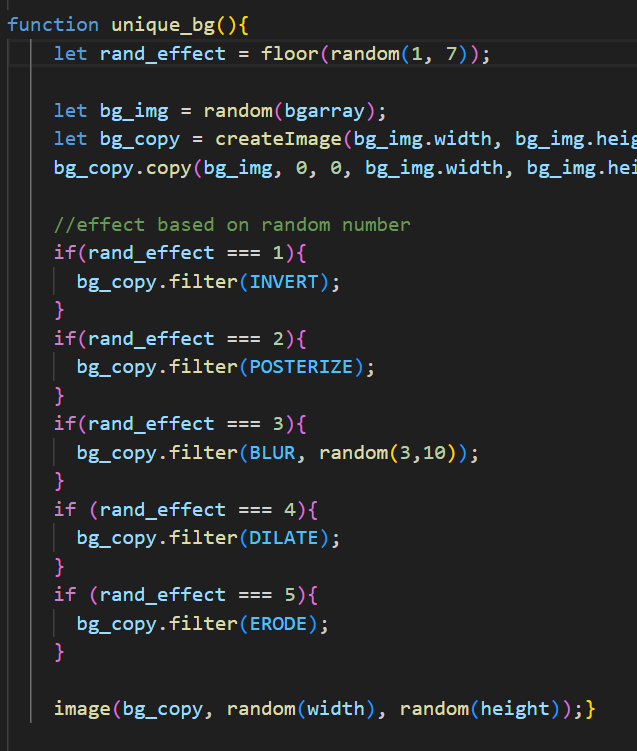 function unique_bg(){
let rand_effect = floor(random(1, 7));
let bg_img = random(bgarray);
let bg_copy = createImage(bg_img.width, bg_img.heig
bg_copy.copy(bg_img, 0, 0, bg_img.width, bg_img.hei
//effect based on random number
if(rand_effect === 1){
bg_copy.filter(INVERT);
}
if(rand_effect === 2){
bg_copy.filter(POSTERIZE);
}
if(rand_effect === 3){
bg_copy.filter(BLUR, random(3,10));
}
if (rand_effect === 4){
bg_copy.filter(DILATE);
}
if (rand_effect === 5){
bg_copy.filter(ERODE);
}
image(bg_copy, random(width), random(height));}